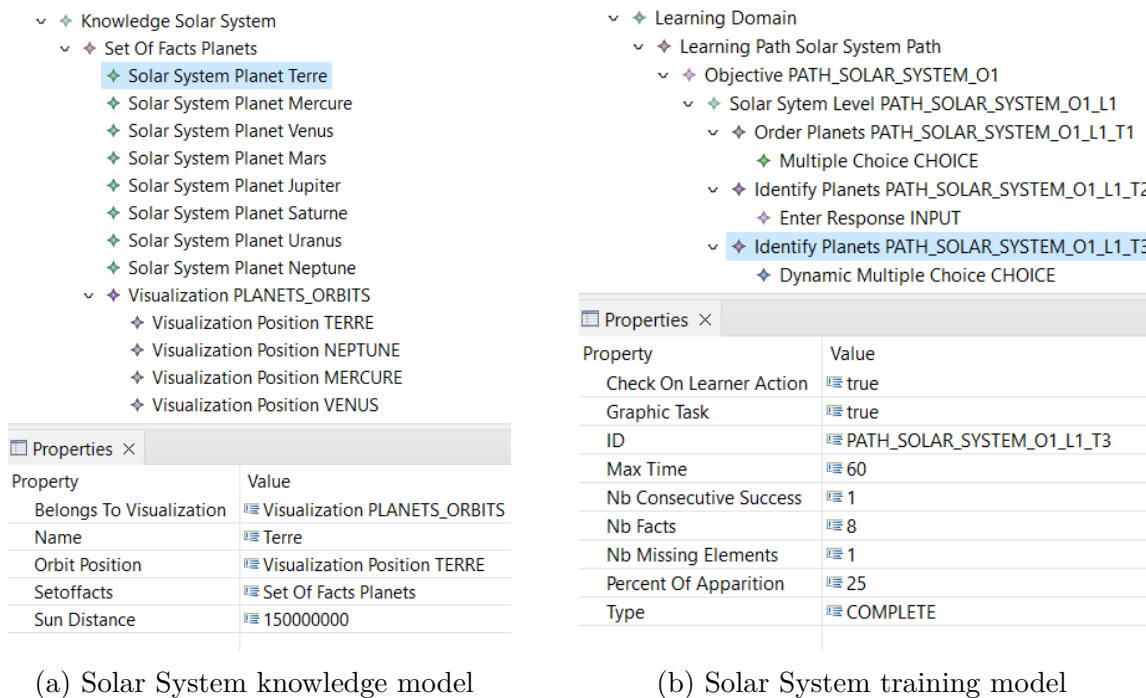 Knowledge Solar System
Set Of Facts Planets
Solar System Planet Terre
Solar System Planet Mercure
Solar System Planet Venus
Solar System Planet Mars
Solar System Planet Jupiter
Solar System Planet Saturne
Solar System Planet Uranus
Solar System Planet Neptune
Visualization PLANETS_ORBITS
Visualization Position TERRE
Visualization Position NEPTUNE
Visualization Position MERCURE
Visualization Position VENUS
Properties
Property Value
Belongs To Visualization Visualization PLANETS_ORBITS
Name Terre
Orbit Position Visualization Position TERRE
Setoffacts Set Of Facts Planets
Sun Distance 150000000
(a) Solar System knowledge model
Learning Domain
Learning Path Solar System Path
Objective PATH_SOLAR_SYSTEM_O1
Solar Sytem Level PATH_SOLAR_SYSTEM_O1_L1
Order Planets PATH_SOLAR_SYSTEM_O1_L1_T1
Multiple Choice CHOICE
Identify Planets PATH_SOLAR_SYSTEM_O1_L1_T2
Enter Response INPUT
Identify Planets PATH_SOLAR_SYSTEM_O1_L1_T3
Dynamic Multiple Choice CHOICE
Properties
Property Value
Check On Learner Action true
Graphic Task true
ID PATH_SOLAR_SYSTEM_O1_L1_T3
Max Time 60
Nb Consecutive Success 1
Nb Facts 8
Nb Missing Elements 1
Percent Of Apparition 25
Type COMPLETE
(b) Solar System training model